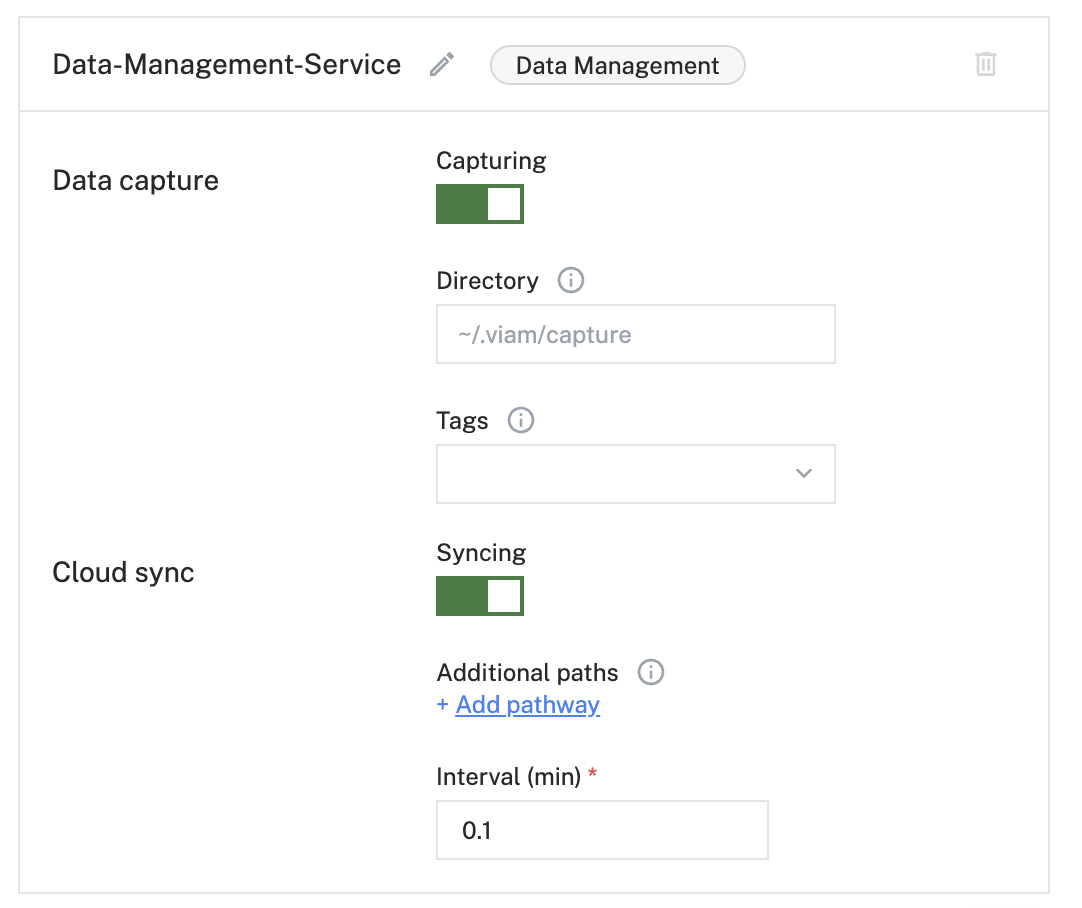 Data-Management-Service
Data Management
Data capture
Capturing
Directory
~/.viam/capture
Tags
Cloud sync
Syncing
Additional paths
+ Add pathway
Interval (min) *
0.1